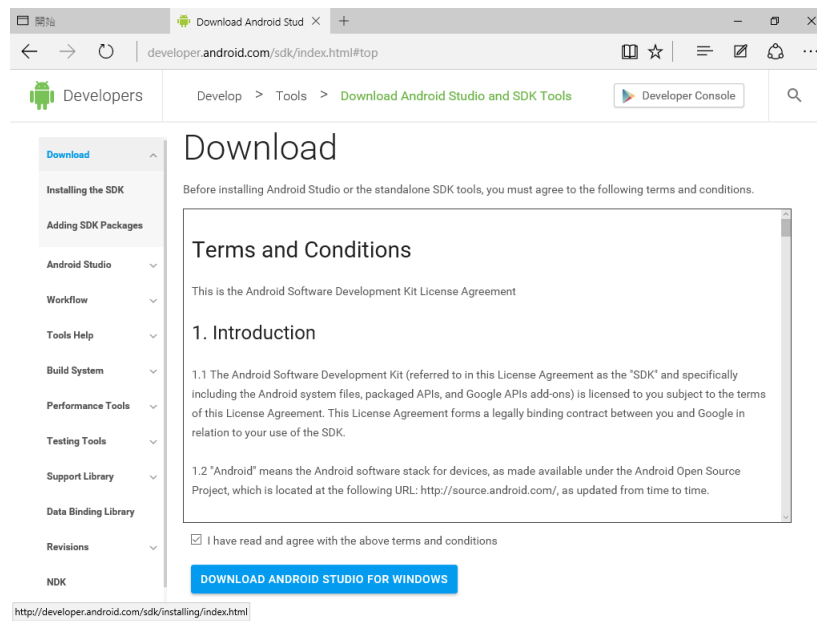 開始
Download Android Stud
developer.android.com/sdk/index.html#top
Developers
Develop > Tools > Download Android Studio and SDK Tools
Developer Console
Download
Installing the SDK
Adding SDK Packages
Android Studio
Workflow
Tools Help
Build System
Performance Tools
Testing Tools
Support Library
Data Binding Library
Revisions
NDK
Download
Before installing Android Studio or the standalone SDK tools, you must agree to the following terms and conditions.
Terms and Conditions
This is the Android Software Development Kit License Agreement
1. Introduction
1.1 The Android Software Development Kit (referred to in this License Agreement as the "SDK" and specifically
including the Android system files, packaged APIs, and Google APIs add-ons) is licensed to you subject to the terms
of this License Agreement. This License Agreement forms a legally binding contract between you and Google in
relation to your use of the SDK.
1.2 "Android" means the Android software stack for devices, as made available under the Android Open Source
Project, which is located at the following URL: http://source.android.com/, as updated from time to time.
I have read and agree with the above terms and conditions
DOWNLOAD ANDROID STUDIO FOR WINDOWS
http://developer.android.com/sdk/installing/index.html